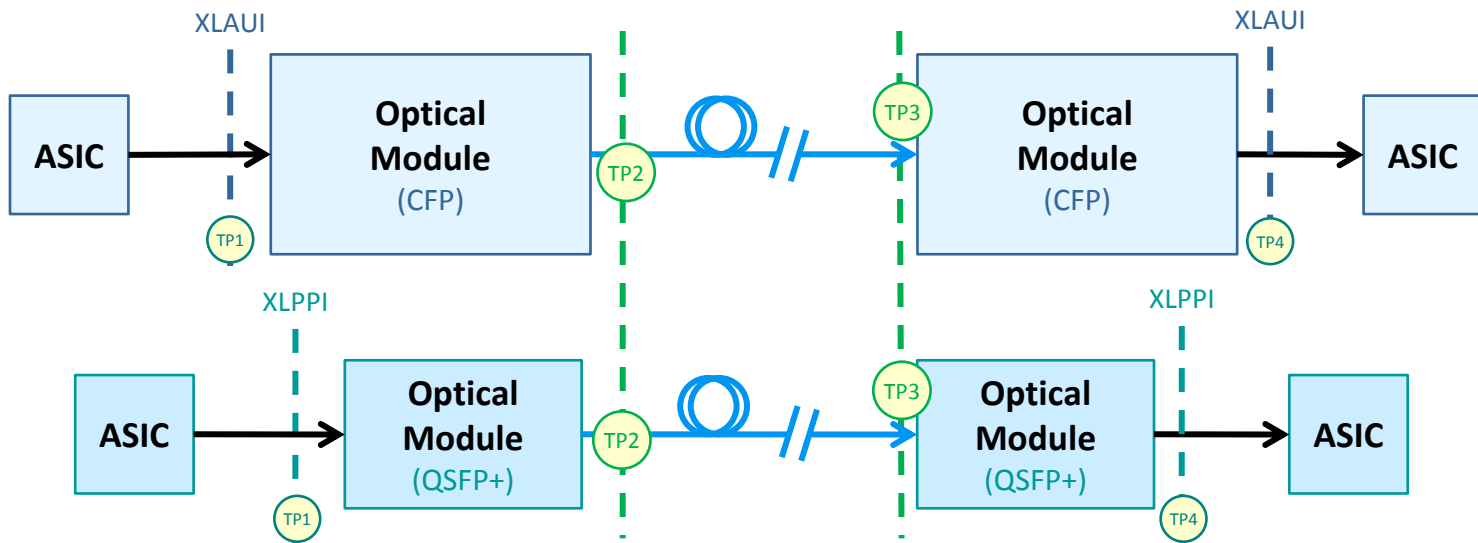 XLAUI
XLAUI
ASIC
Optical
Module
(CFP)
TP1
TP2
TP3
Optical
Module
(CFP)
TP4
ASIC
XLPPI
XLPPI
ASIC
Optical
Module
(QSFP+)
TP1
TP2
TP3
Optical
Module
(QSFP+)
TP4
ASIC